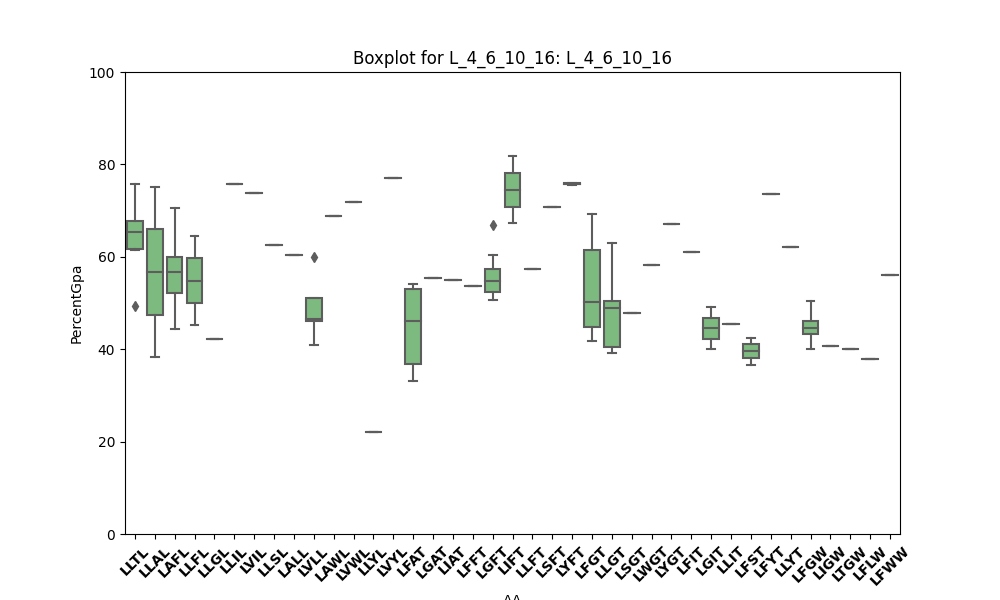 Boxplot for L_4_6_10_16: L_4_6_10_16
PercentGpa
100
80
60
40
20
0
LLTL
LLAL
LAFL
LLFL
LLGL
LLIL
LVIL
LLSL
LALL
LVLL
LAWL
LVWL
LLYL
LVYL
LFAT
LGAT
LIAT
LFFT
LGFT
LIFT
LLFT
LSFT
LYFT
LFGT
LLGT
LSGT
LWGT
LYGT
LFIT
LGIT
LLIT
LFST
LFYT
LLYT
LFGW
LIGW
LTGW
LFLW
LFWW
AA